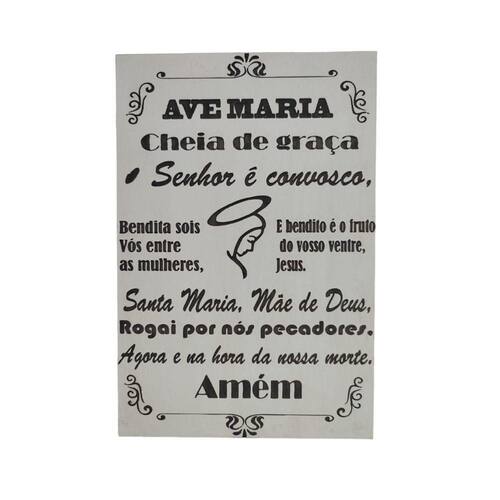 AVE MARIA
Cheia de graça
o Senhor é convosco,
Bendita sois
Vós entre
as mulheres,
E bendito é o fruto
do vosso ventre,
Jesus.
Santa Maria, Mãe de Deus,
Rogai por nós pecadores,
Agora e na hora da nossa morte.
Amém